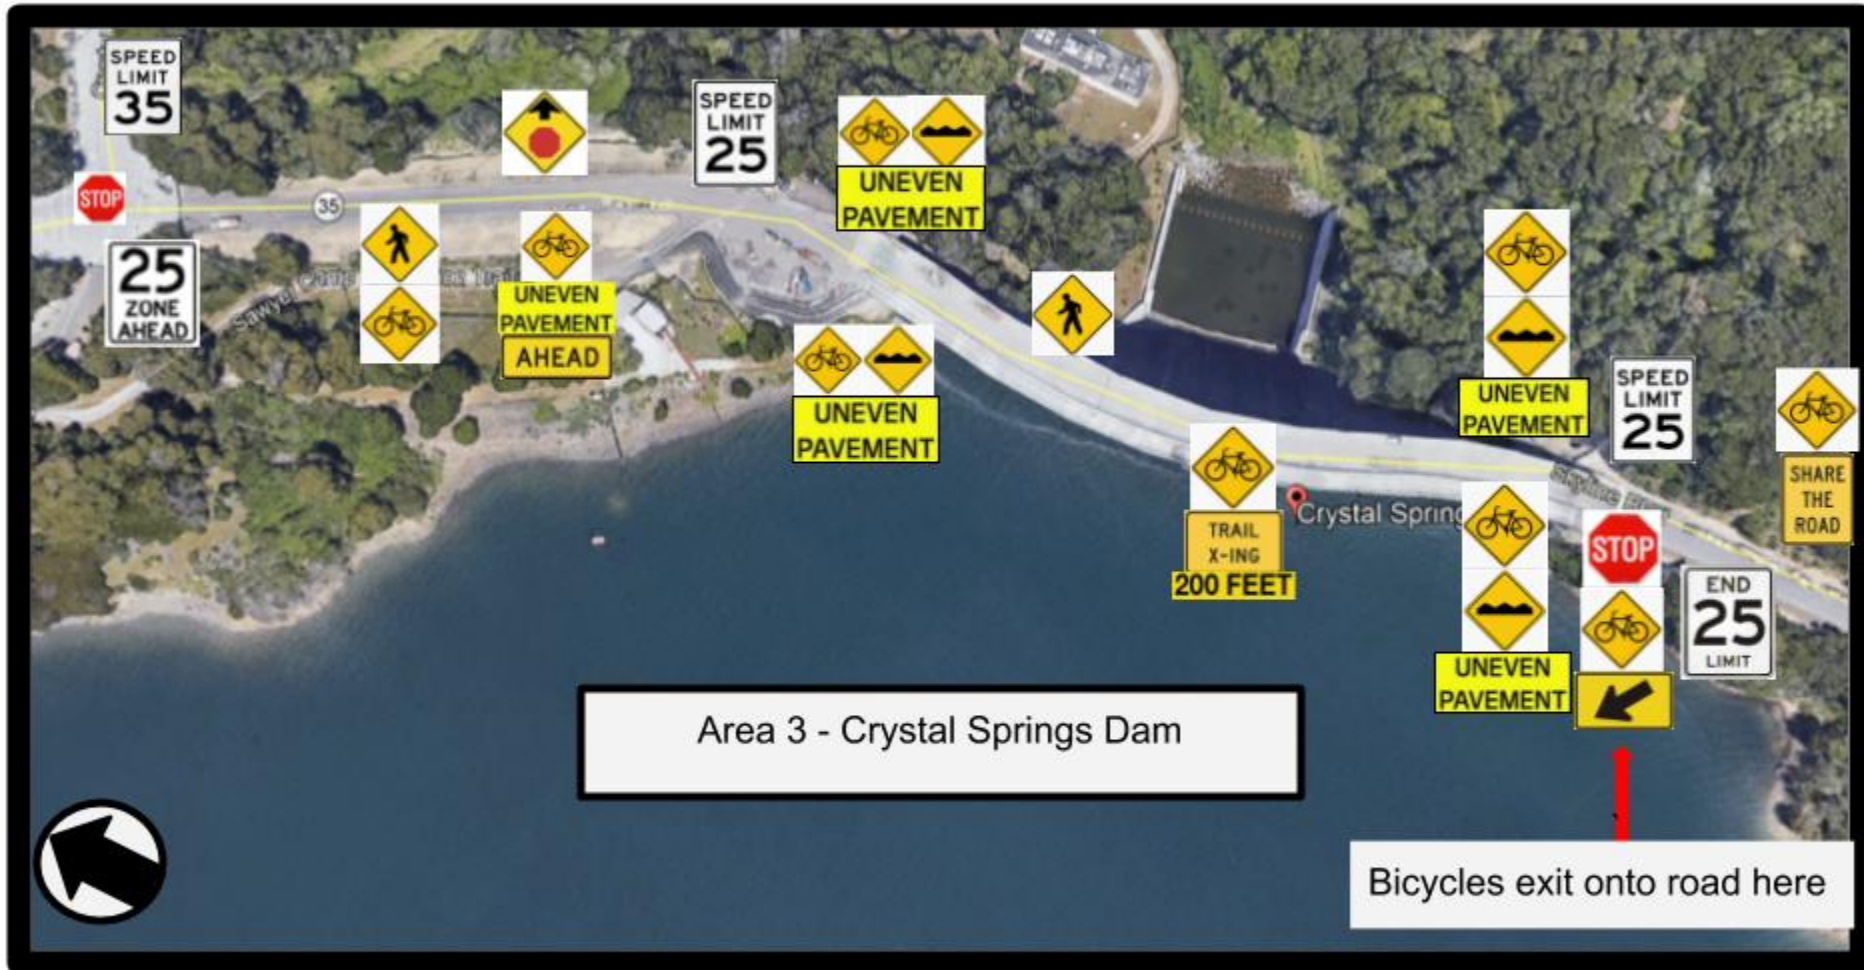 SPEED
LIMIT
35
STOP
25
ZONE
AHEAD
35
UNEVEN
PAVEMENT
AHEAD
SPEED
LIMIT
25
UNEVEN
PAVEMENT
UNEVEN
PAVEMENT
TRAIL
X-ING
200 FEET
Crystal Spring
UNEVEN
PAVEMENT
SPEED
LIMIT
25
SHARE
THE
ROAD
UNEVEN
PAVEMENT
STOP
END
25
LIMIT
Area 3 - Crystal Springs Dam
Bicycles exit onto road here